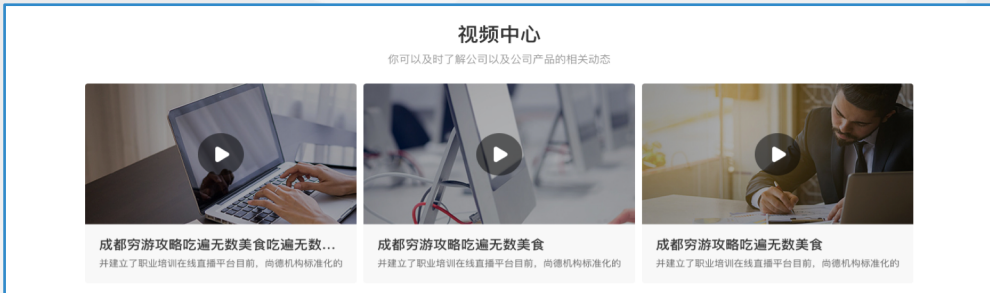 视频中心
你可以及时了解公司以及公司产品的相关动态
成都穷游攻略吃遍无数美食吃遍无数...
并建立了职业培训在线直播平台目前，尚德机构标准化的
成都穷游攻略吃遍无数美食
并建立了职业培训在线直播平台目前，尚德机构标准化的
成都穷游攻略吃遍无数美食
并建立了职业培训在线直播平台目前，尚德机构标准化的